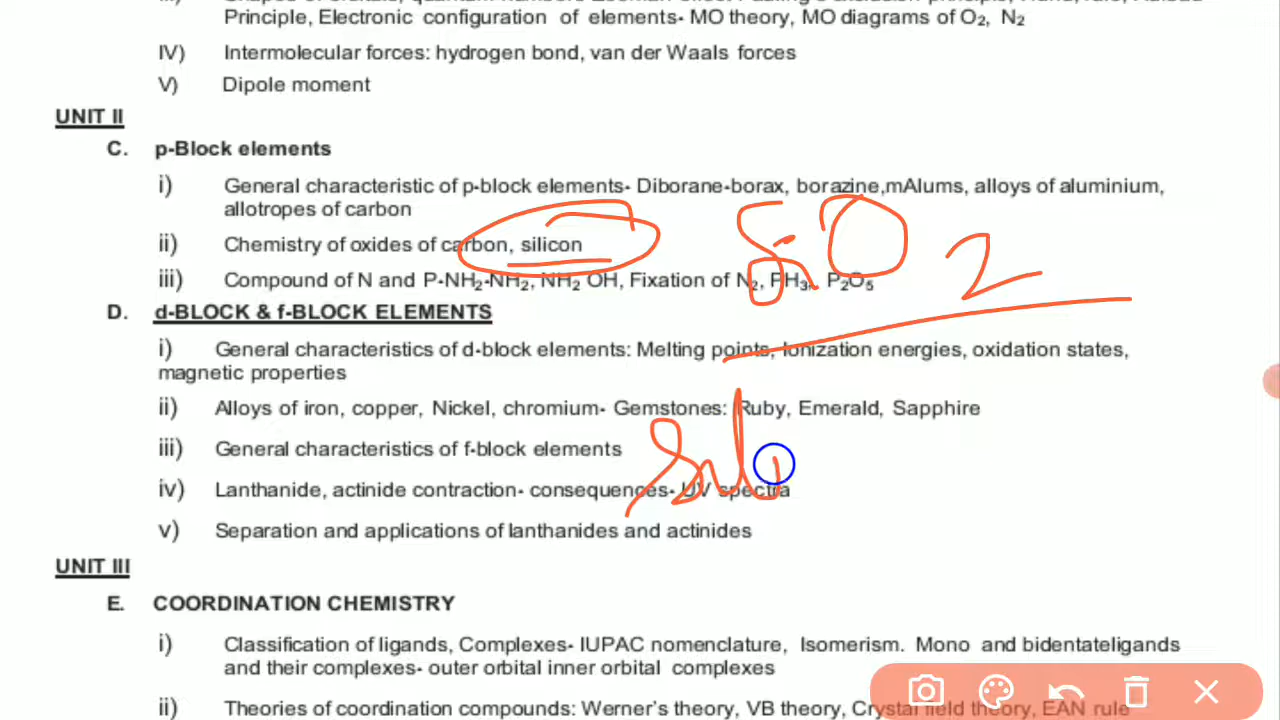 Principle, Electronic configuration of elements- MO theory, MO diagrams of O₂, N₂
IV) Intermolecular forces: hydrogen bond, van der Waals forces
V) Dipole moment
UNIT II
C. p-Block elements
i) General characteristic of p-block elements- Diborane-borax, borazine,mAlums, alloys of aluminium,
allotropes of carbon
ii) Chemistry of oxides of carbon, silicon
SiO2
iii) Compound of N and P-NH₂-NH₂, NH₂ OH, Fixation of N₂, PH₃, P₂O₅
D. d-BLOCK & f-BLOCK ELEMENTS
i) General characteristics of d-block elements: Melting points, Ionization energies, oxidation states,
magnetic properties
ii) Alloys of iron, copper, Nickel, chromium- Gemstones: Ruby, Emerald, Sapphire
iii) General characteristics of f-block elements
iv) Lanthanide, actinide contraction- consequences- UV spectra
v) Separation and applications of lanthanides and actinides
UNIT III
E. COORDINATION CHEMISTRY
i) Classification of ligands, Complexes- IUPAC nomenclature, Isomerism. Mono and bidentateligands
and their complexes- outer orbital inner orbital complexes
ii) Theories of coordination compounds: Werner's theory, VB theory, Crystal field theory, EAN rule